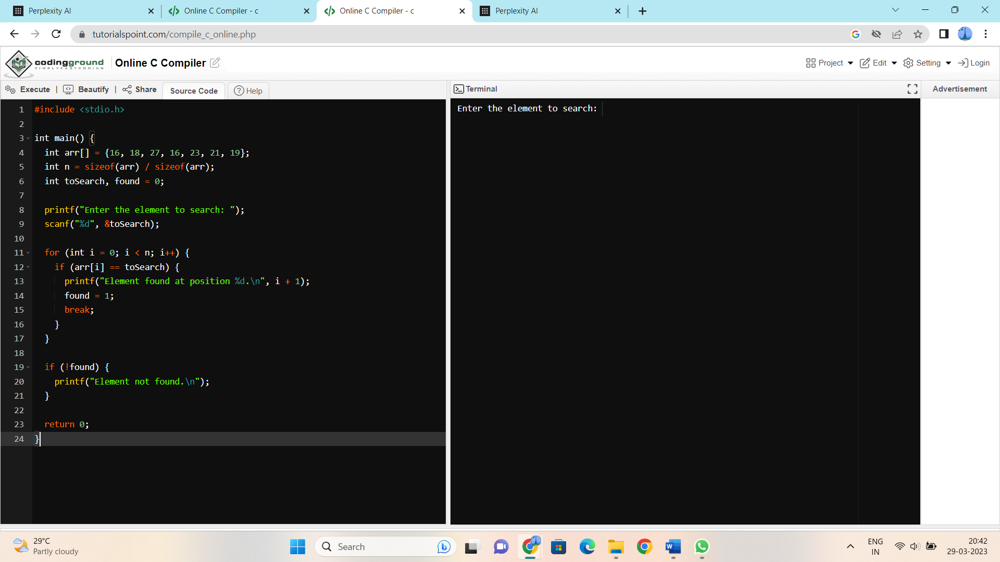 Perplexity AI
Online C Compiler - c
Online C Compiler - c
Perplexity AI
tutorialspoint.com/compile_c_online.php
codingground
SIMPLYEASYCODING
Online C Compiler
Project
Edit
Setting
Login
Execute | Beautify | Share
Source Code
Help
Terminal
Advertisement
1 #include <stdio.h>
2
3 int main() {
4 int arr[] = {16, 18, 27, 16, 23, 21, 19};
5 int n = sizeof(arr) / sizeof(arr);
6 int toSearch, found = 0;
7
8 printf("Enter the element to search: ");
9 scanf("%d", &toSearch);
10
11 for (int i = 0; i < n; i++) {
12 if (arr[i] == toSearch) {
13 printf("Element found at position %d.\n", i + 1);
14 found = 1;
15 break;
16 }
17 }
18
19 if (!found) {
20 printf("Element not found.\n");
21 }
22
23 return 0;
24 }
Enter the element to search:
29°C
Partly cloudy
Search
ENG
IN
20:42
29-03-2023